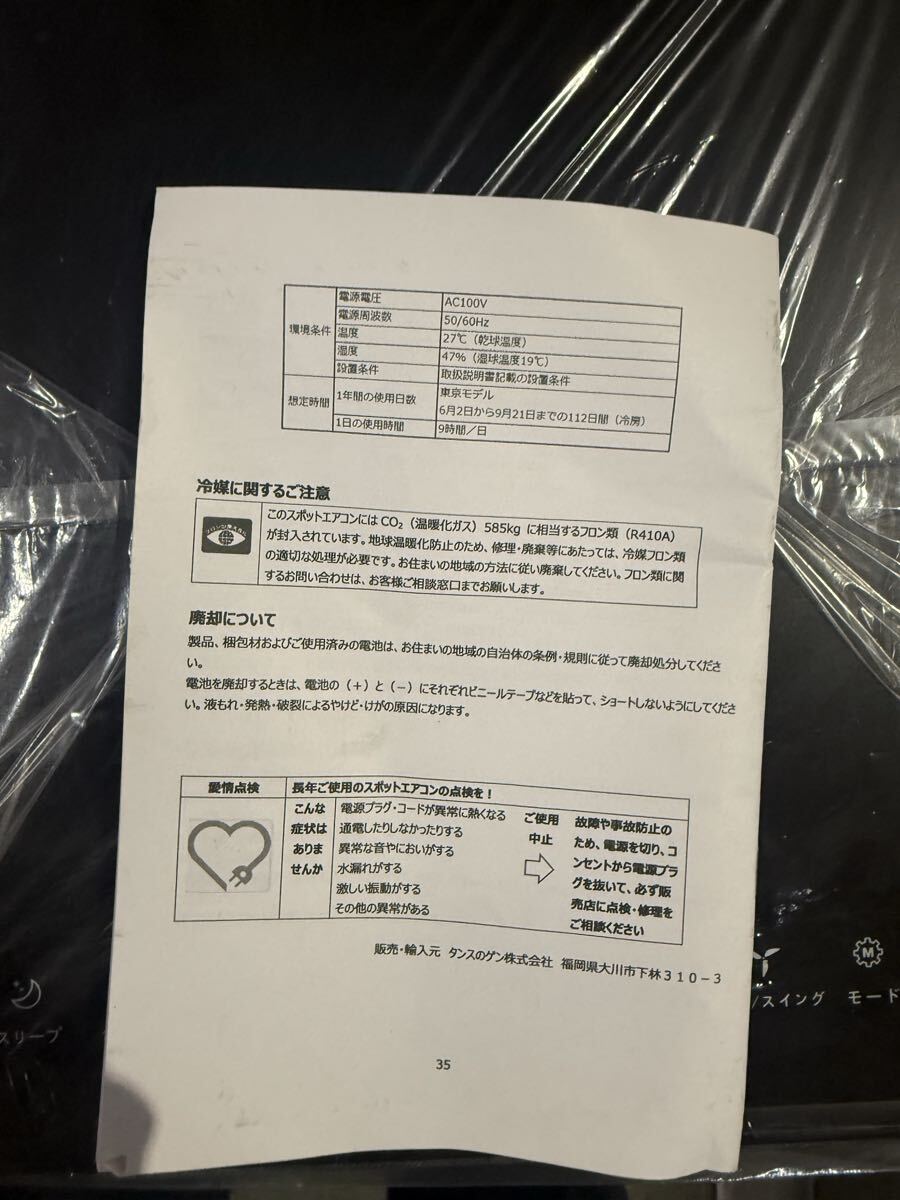 環境条件
電源電圧 AC100V
電源周波数 50/60Hz
温度 27℃（乾球温度）
湿度 47%（湿球温度19℃）
設置条件 取扱説明書記載の設置条件
想定時間
1年間の使用日数 東京モデル
6月2日から9月21日までの112日間（冷房）
1日の使用時間 9時間／日
冷媒に関するご注意
このスポットエアコンには CO₂（温暖化ガス）585kg に相当するフロン類（R410A）
が封入されています。地球温暖化防止のため、修理・廃棄等にあたっては、冷媒フロン類
の適切な処理が必要です。お住まいの地域の方法に従い廃棄してください。フロン類に関
するお問い合わせは、お客様ご相談窓口までお願いします。
廃却について
製品、梱包材およびご使用済みの電池は、お住まいの地域の自治体の条例・規則に従って廃却処分してくださ
い。
電池を廃却するときは、電池の（+）と（−）にそれぞれビニールテープなどを貼って、ショートしないようにしてくださ
い。液もれ・発熱・破裂によるやけど・けがの原因になります。
愛情点検
長年ご使用のスポットエアコンの点検を！
こんな
症状は
ありま
せんか
電源プラグ・コードが異常に熱くなる
通電したりしなかったりする
異常な音やにおいがする
水漏れがする
激しい振動がする
その他の異常がある
ご使用
中止
故障や事故防止の
ため、電源を切り、コ
ンセントから電源プラ
グを抜いて、必ず販
売店に点検・修理を
ご相談ください
販売・輸入元 タンスのゲン株式会社 福岡県大川市下林３１０−３
35
スリープ
/スイング
M
モード